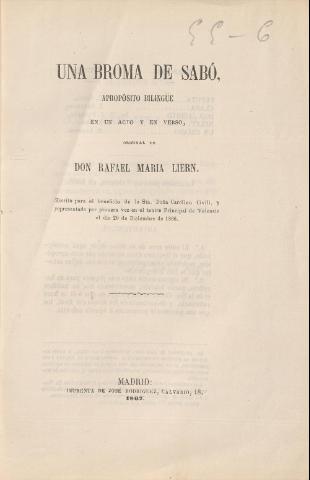 55-6
UNA BROMA DE SABÓ,
APROPÓSITO BILINGÜE
EN UN ACTO Y EN VERSO,
ORIGINAL DE
DON RAFAEL MARIA LIERN.
Escrito para el beneficio de la Sra. Doña Carolina Civili, y
representado por primera vez en el teatro Principal de Valencia
el dia 20 de Diciembre de 1866.
MADRID:
IMPRENTA DE JOSÉ RODRIGUEZ, CALVARIO, 18.
1867.